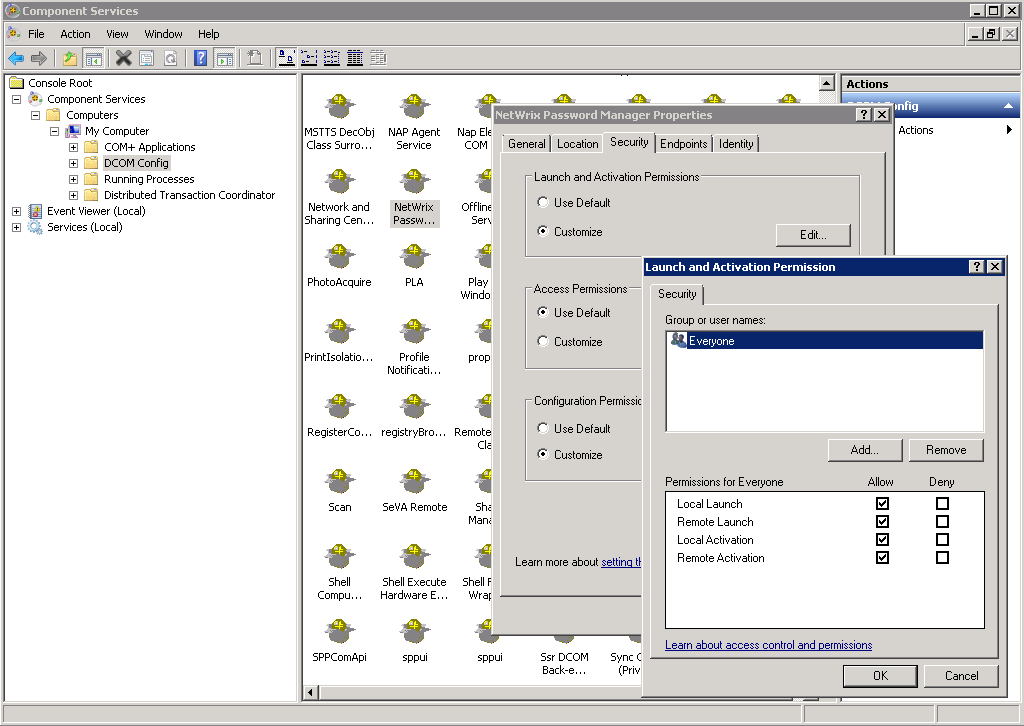 Component Services
File Action View Window Help
Console Root
Component Services
Computers
My Computer
COM+ Applications
DCOM Config
Running Processes
Distributed Transaction Coordinator
Event Viewer (Local)
Services (Local)
MSTTS DecObj
Class Surro...
NAP Agent
Service
Nap Ele
COM
Network and
Sharing Cen...
NetWrix
Passw...
Offline
Serv
PhotoAcquire
PLA
Play
Windo
PrintIsolatio...
Profile
Notificati...
prop
RegisterCo...
registryBro...
Remote
Cla
Scan
SeVA Remote
Sha
Mana
Shell
Compu...
Shell Execute
Hardware E...
Shell F
Wrap
SPPComApi
sppui
sppui
Ssr DCOM
Back-e...
Sync C
(Priv
Actions
Config
Actions
NetWrix Password Manager Properties
General Location Security Endpoints Identity
Launch and Activation Permissions
Use Default
Customize
Edit...
Access Permissions
Use Default
Customize
Configuration Permissio
Use Default
Customize
Learn more about setting th
Launch and Activation Permission
Security
Group or user names:
Everyone
Add... Remove
Permissions for Everyone Allow Deny
Local Launch
Remote Launch
Local Activation
Remote Activation
Learn about access control and permissions
OK Cancel